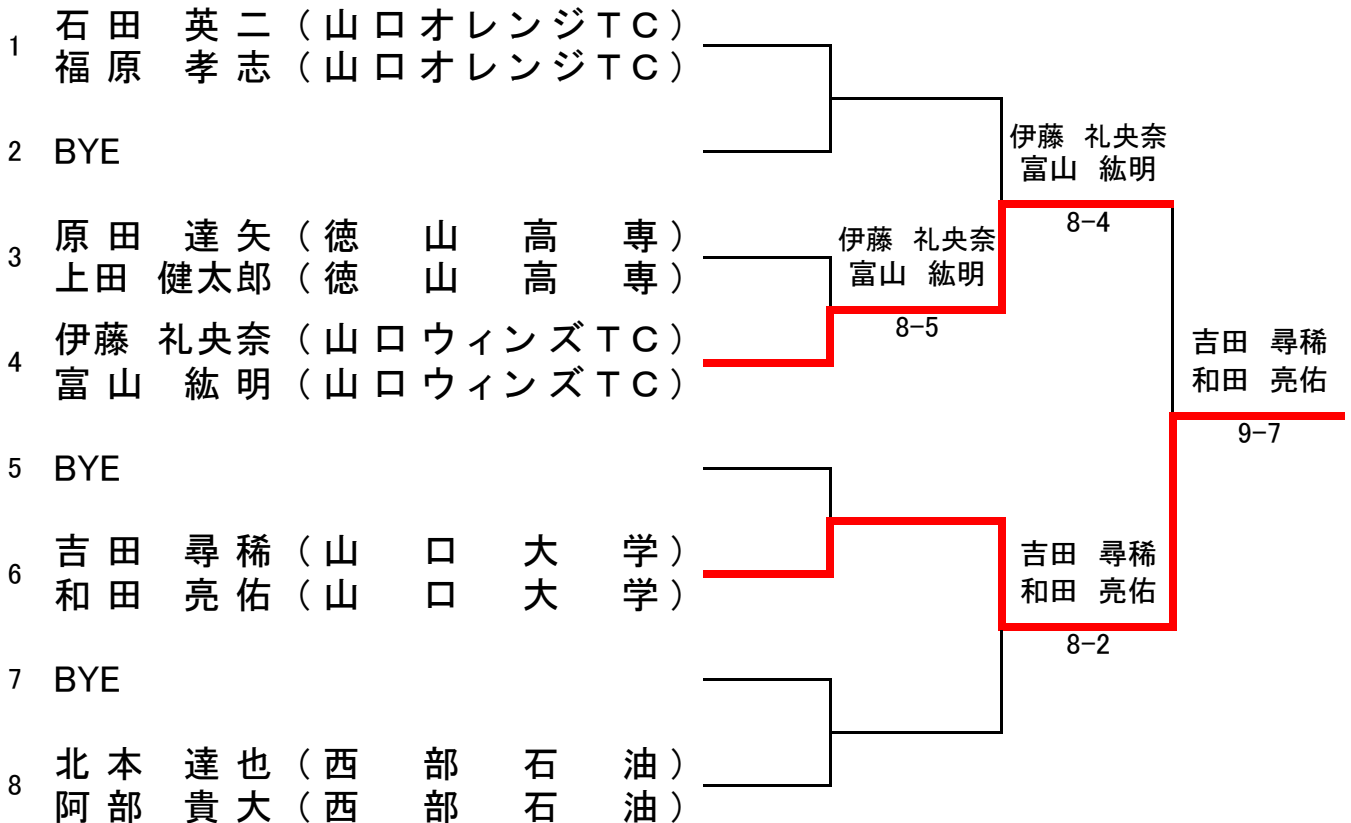 1 石田 英二（山口オレンジTC）
福原 孝志（山口オレンジTC）
2 BYE
3 原田 達矢（徳山高専）
上田 健太郎（徳山高専）
4 伊藤 礼央奈（山口ウィンズTC）
富山 紘明（山口ウィンズTC）
5 BYE
6 吉田 尋稀（山口大学）
和田 亮佑（山口大学）
7 BYE
8 北本 達也（西部石油）
阿部 貴大（西部石油）
伊藤 礼央奈
富山 紘明
8-5
伊藤 礼央奈
富山 紘明
8-4
吉田 尋稀
和田 亮佑
8-2
吉田 尋稀
和田 亮佑
9-7